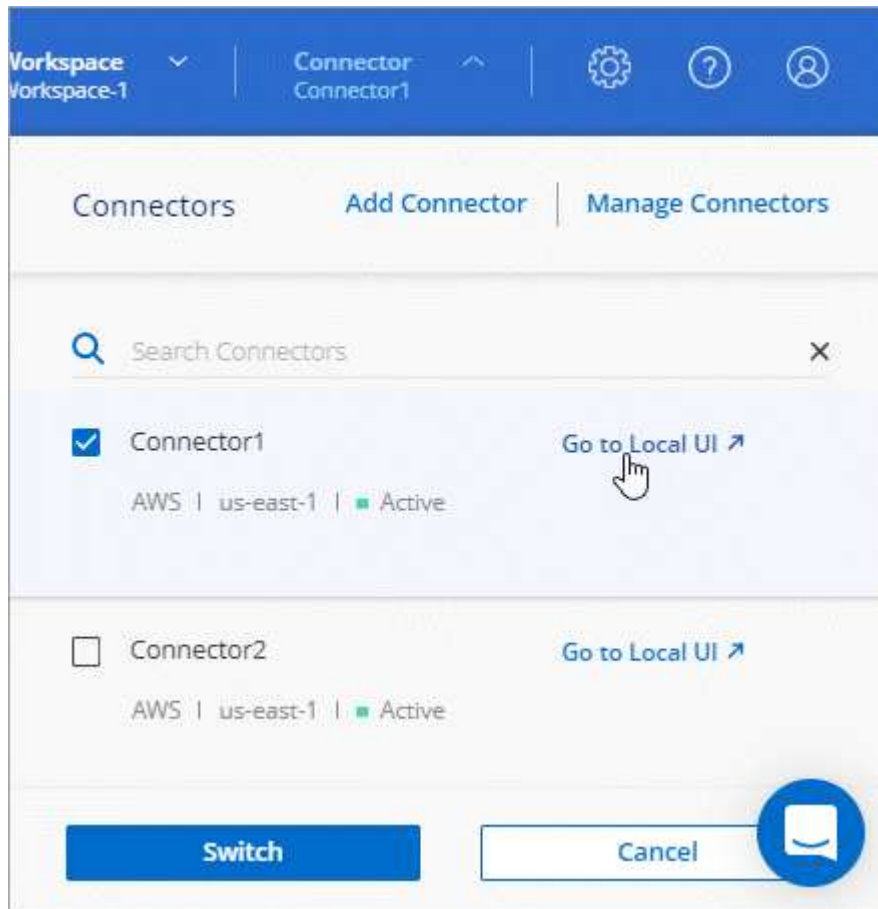 Workspace
Workspace-1
Connector
Connector1
Connectors
Add Connector
Manage Connectors
Search Connectors
Connector1
Go to Local UI
AWS | us-east-1 | Active
Connector2
Go to Local UI
AWS | us-east-1 | Active
Switch
Cancel